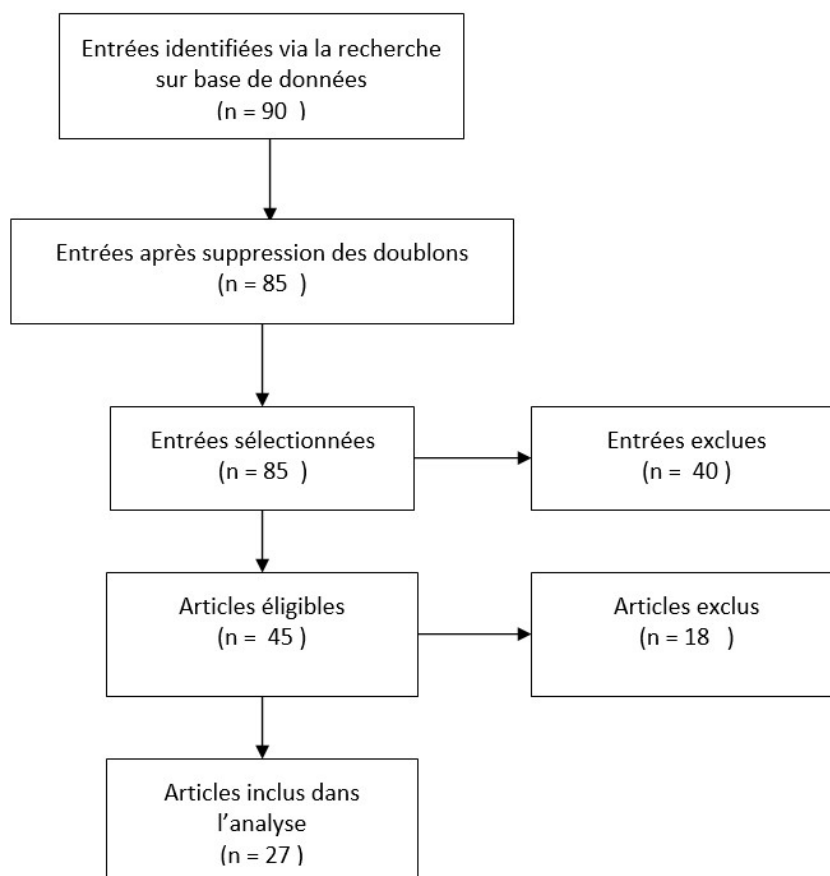 Entrées identifiées via la recherche
sur base de données
(n = 90 )
Entrées après suppression des doublons
(n = 85 )
Entrées sélectionnées
(n = 85 )
Entrées exclues
(n = 40 )
Articles éligibles
(n = 45 )
Articles exclus
(n = 18 )
Articles inclus dans
l’analyse
(n = 27 )